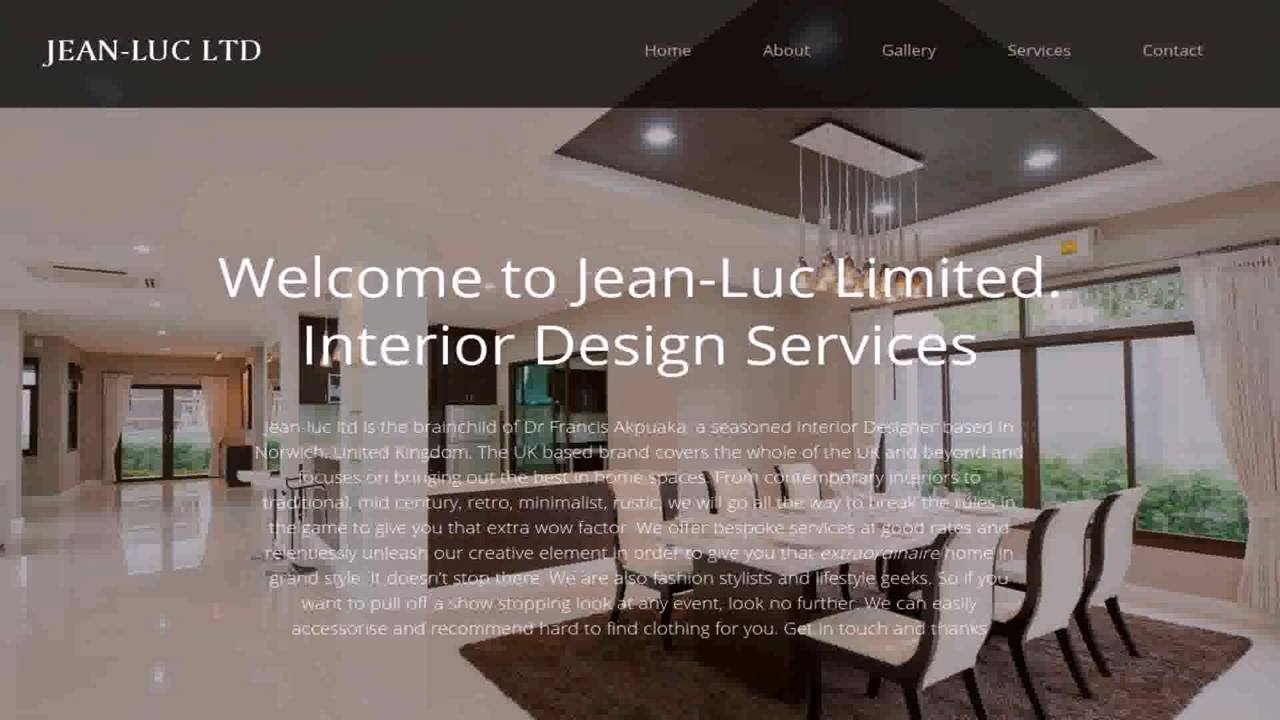 JEAN-LUC LTD
Home About Gallery Services Contact
Welcome to Jean-Luc Limited.
Interior Design Services
Jean-luc ltd is the brainchild of Dr Francis Akpuaka, a seasoned Interior Designer based in
Norwich, United Kingdom. The UK based brand covers the whole of the UK and beyond and
focuses on bringing out the best in home spaces. From contemporary interiors to
traditional, mid century, retro, minimalist, rustic, we will go all the way to break the rules in
the game to give you that extra wow factor. We offer bespoke services at good rates and
relentlessly unleash our creative element in order to give you that extraordinaire home in
grand style. It doesn't stop there. We are also fashion stylists and lifestyle geeks. So if you
want to pull off a show stopping look at any event, look no further. We can easily
accessorise and recommend hard to find clothing for you. Get in touch and thanks